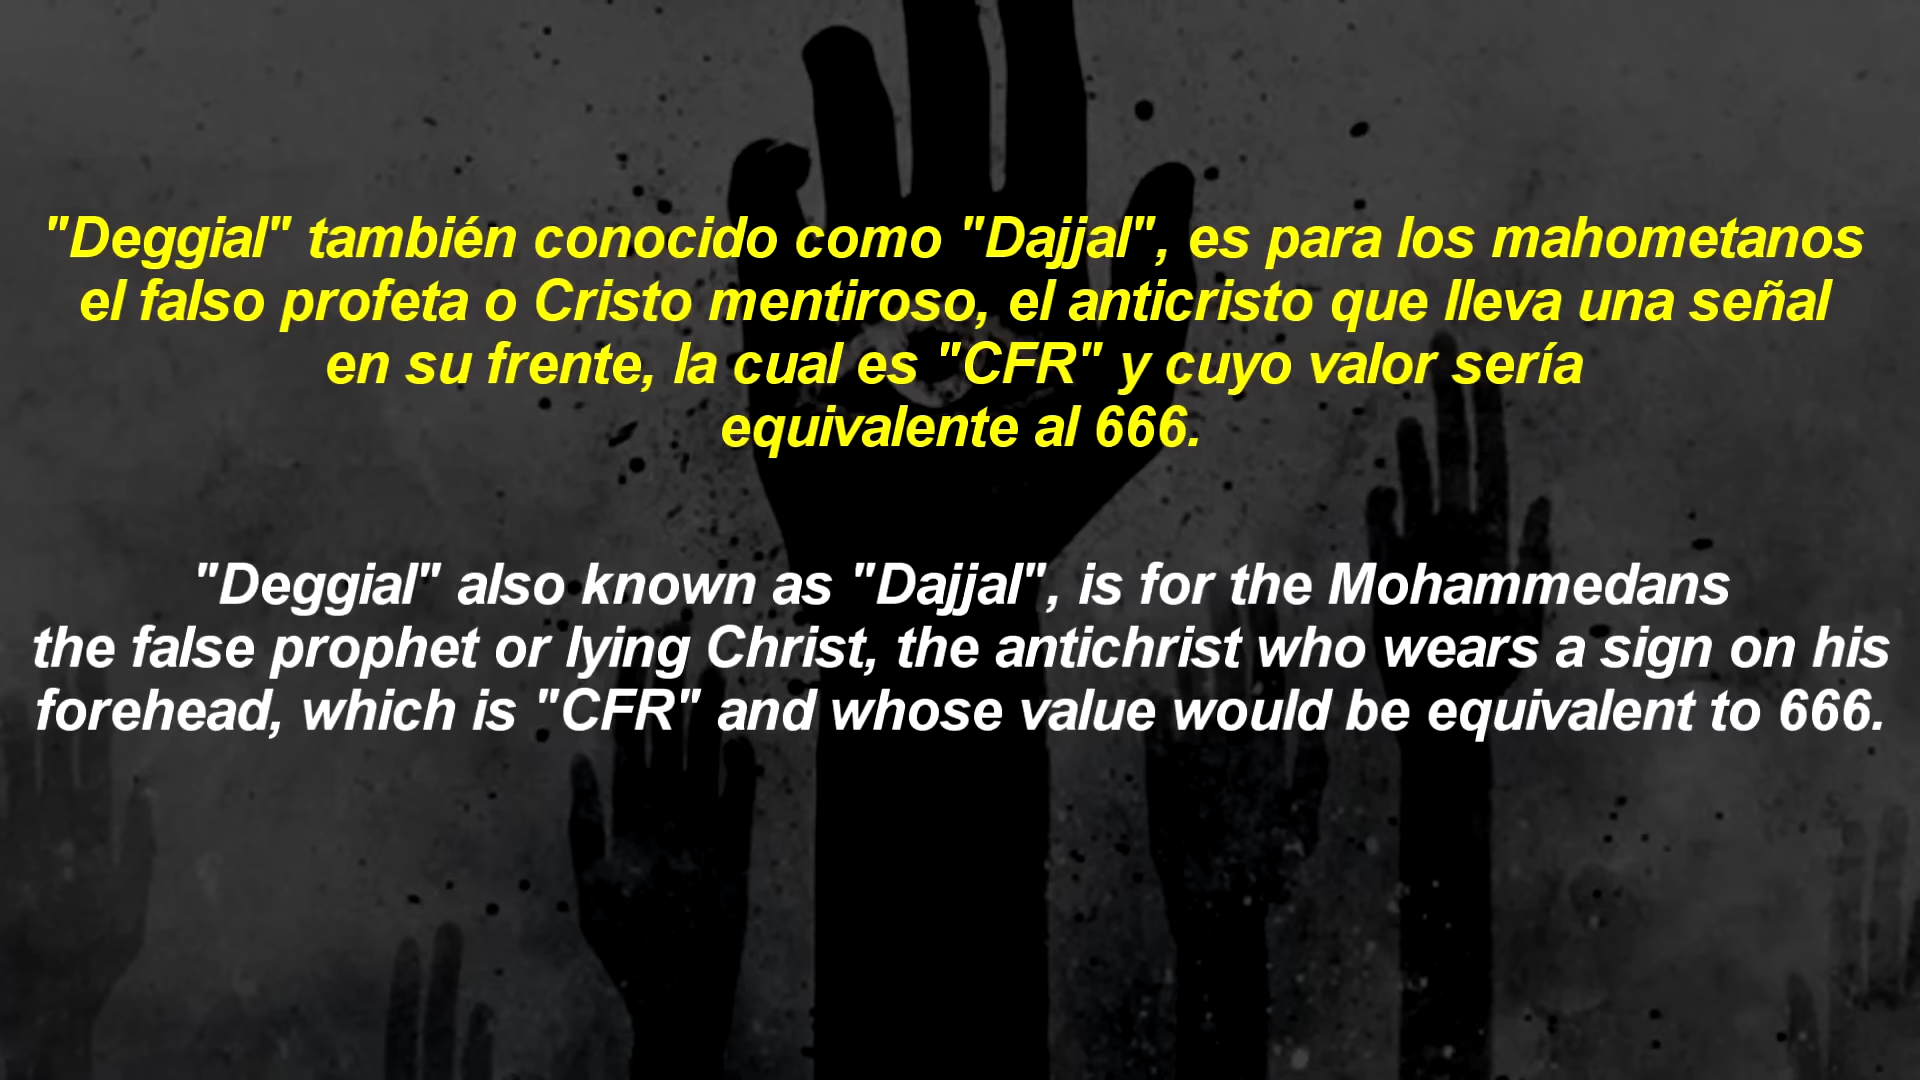 "Deggial" también conocido como "Dajjal", es para los mahometanos
el falso profeta o Cristo mentiroso, el anticristo que lleva una señal
en su frente, la cual es "CFR" y cuyo valor sería
equivalente al 666.
"Deggial" also known as "Dajjal", is for the Mohammedans
the false prophet or lying Christ, the antichrist who wears a sign on his
forehead, which is "CFR" and whose value would be equivalent to 666.